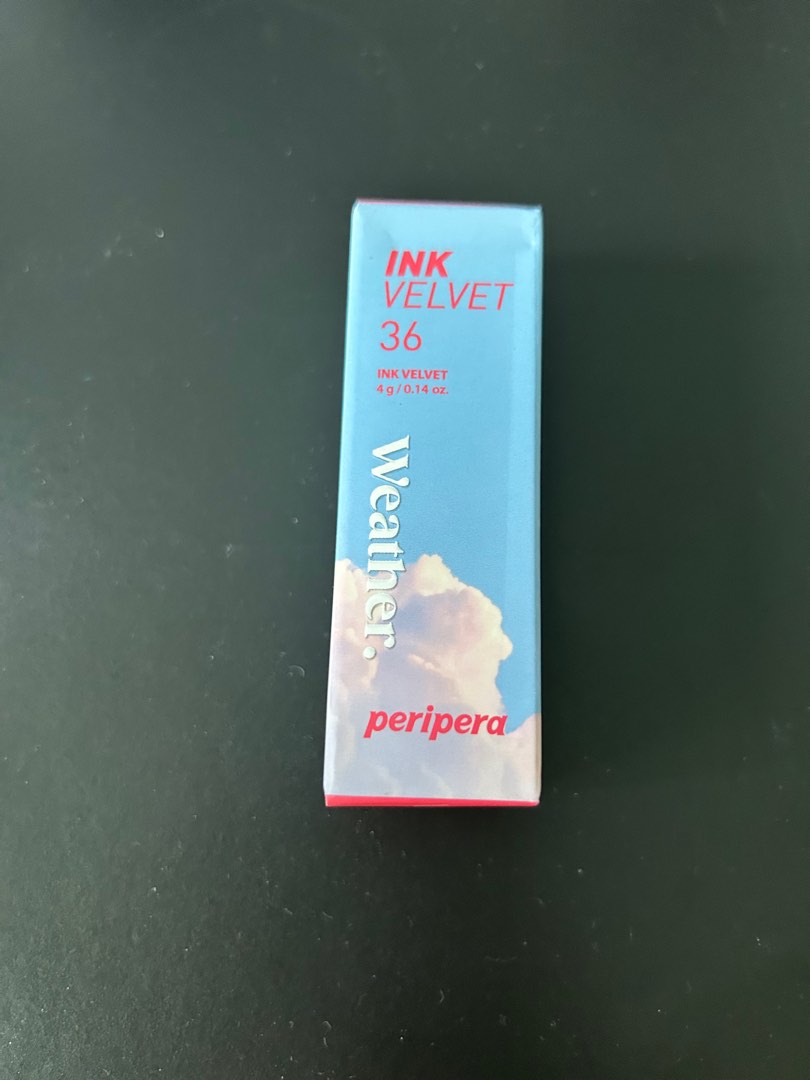 INK
VELVET
36
INK VELVET
4 g / 0.14 oz.
Weather.
peripera